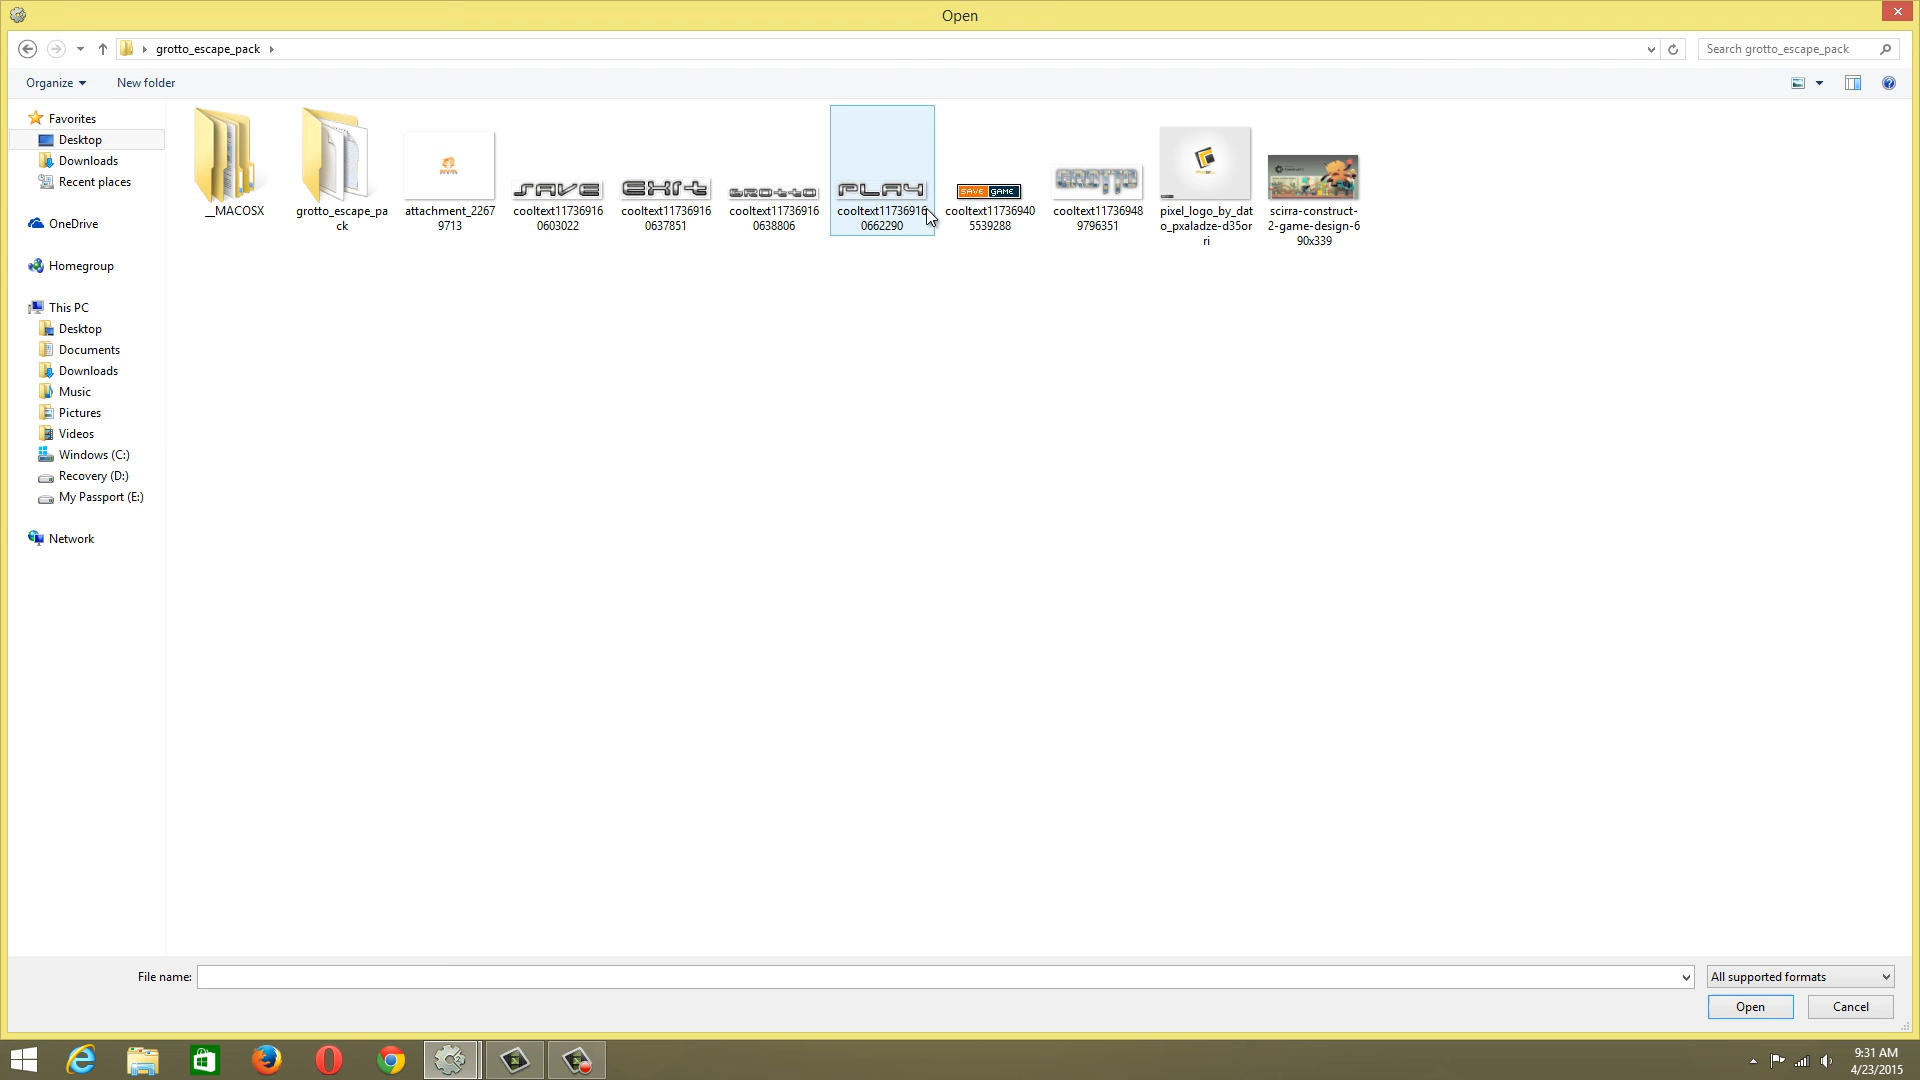 Open
grotto_escape_pack
Search grotto_escape_pack
Organize
New folder
Favorites
Desktop
Downloads
Recent places
OneDrive
Homegroup
This PC
Desktop
Documents
Downloads
Music
Pictures
Videos
Windows (C:)
Recovery (D:)
My Passport (E:)
Network
__MACOSX
grotto_escape_pa
ck
attachment_2267
9713
SAVE
cooltext11736916
0603022
EXIT
cooltext11736916
0637851
GROTTO
cooltext11736916
0638806
PLAY
cooltext11736916
0662290
SAVE GAME
cooltext11736940
5539288
GROTTO
cooltext11736948
9796351
pixel_logo_by_dat
o_pxaladze-d35or
ri
scirra-construct-
2-game-design-6
90x339
File name:
All supported formats
Open
Cancel
9:31 AM
4/23/2015